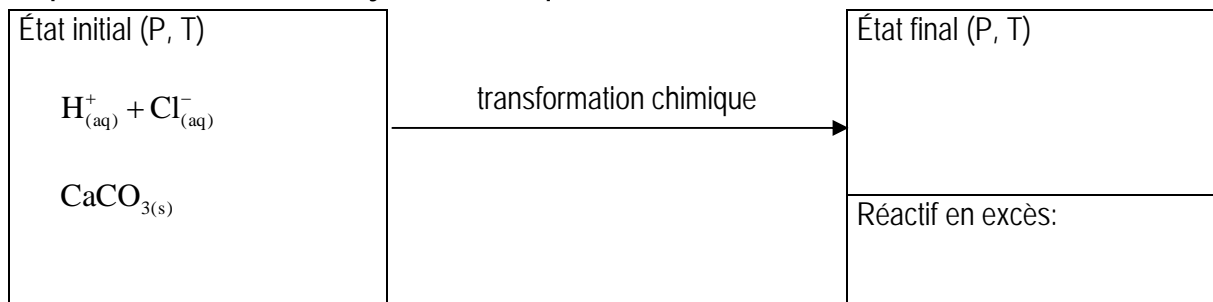 État initial (P, T)
H⁺(aq) + Cl⁻(aq)
CaCO₃(s)
transformation chimique
État final (P, T)
Réactif en excès: